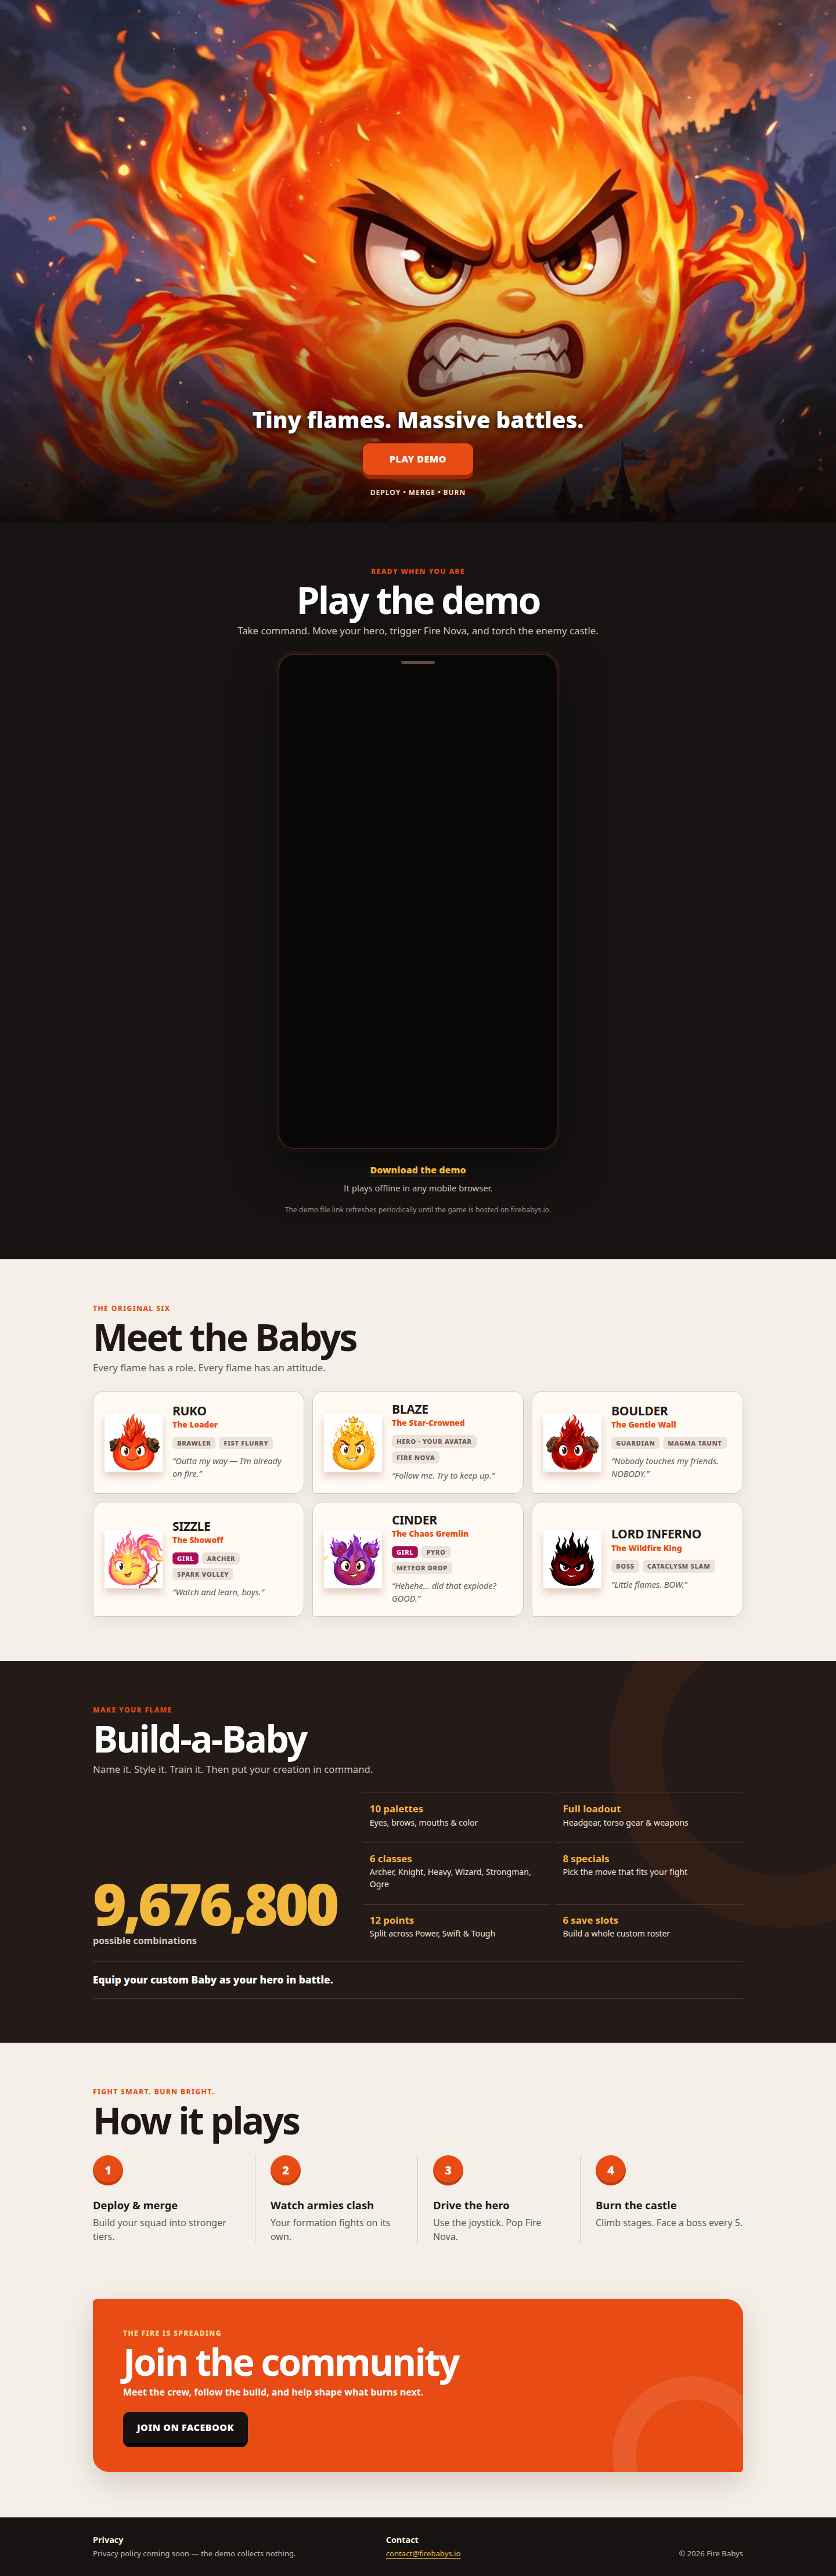 Tiny flames. Massive battles.
PLAY DEMO
DEPLOY • MERGE • BURN
READY WHEN YOU ARE
Play the demo
Take command. Move your hero, trigger Fire Nova, and torch the enemy castle.
Download the demo
It plays offline in any mobile browser.
The demo file link refreshes periodically until the game is hosted on firebabys.io.
THE ORIGINAL SIX
Meet the Babys
Every flame has a role. Every flame has an attitude.
RUKO
The Leader
BRAWLER FIST FLURRY
“Outta my way — I’m already
on fire.”
BLAZE
The Star-Crowned
HERO · YOUR AVATAR
FIRE NOVA
“Follow me. Try to keep up.”
BOULDER
The Gentle Wall
GUARDIAN MAGMA TAUNT
“Nobody touches my friends.
NOBODY.”
SIZZLE
The Showoff
GIRL ARCHER
SPARK VOLLEY
“Watch and learn, boys.”
CINDER
The Chaos Gremlin
GIRL PYRO
METEOR DROP
“Hehehe… did that explode?
GOOD.”
LORD INFERNO
The Wildfire King
BOSS CATACLYSM SLAM
“Little flames. BOW.”
MAKE YOUR FLAME
Build-a-Baby
Name it. Style it. Train it. Then put your creation in command.
9,676,800
possible combinations
10 palettes
Eyes, brows, mouths & color
Full loadout
Headgear, torso gear & weapons
6 classes
Archer, Knight, Heavy, Wizard, Strongman,
Ogre
8 specials
Pick the move that fits your fight
12 points
Split across Power, Swift & Tough
6 save slots
Build a whole custom roster
Equip your custom Baby as your hero in battle.
FIGHT SMART. BURN BRIGHT.
How it plays
1
Deploy & merge
Build your squad into stronger
tiers.
2
Watch armies clash
Your formation fights on its
own.
3
Drive the hero
Use the joystick. Pop Fire
Nova.
4
Burn the castle
Climb stages. Face a boss every 5.
THE FIRE IS SPREADING
Join the community
Meet the crew, follow the build, and help shape what burns next.
JOIN ON FACEBOOK
Privacy
Privacy policy coming soon — the demo collects nothing.
Contact
contact@firebabys.io
© 2026 Fire Babys